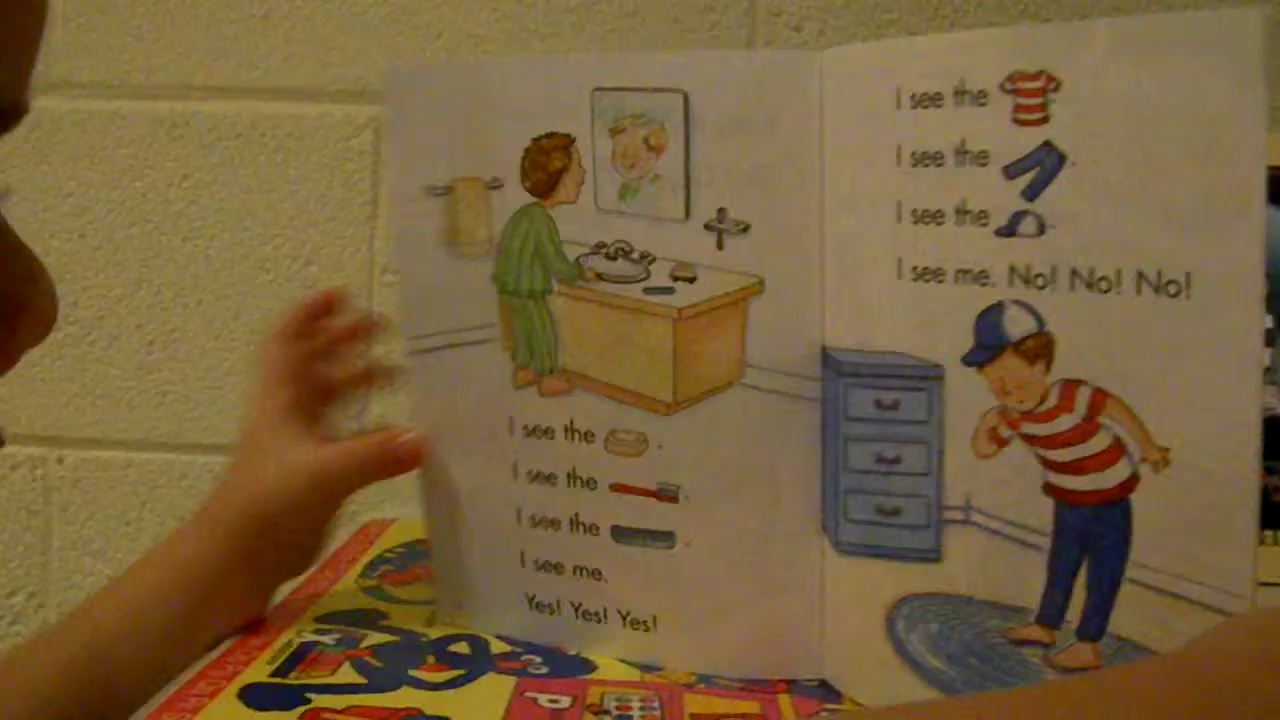 I see the .
I see the .
I see the .
I see me.
Yes! Yes! Yes!
I see the
I see the .
I see the
I see me. No! No! No!
P